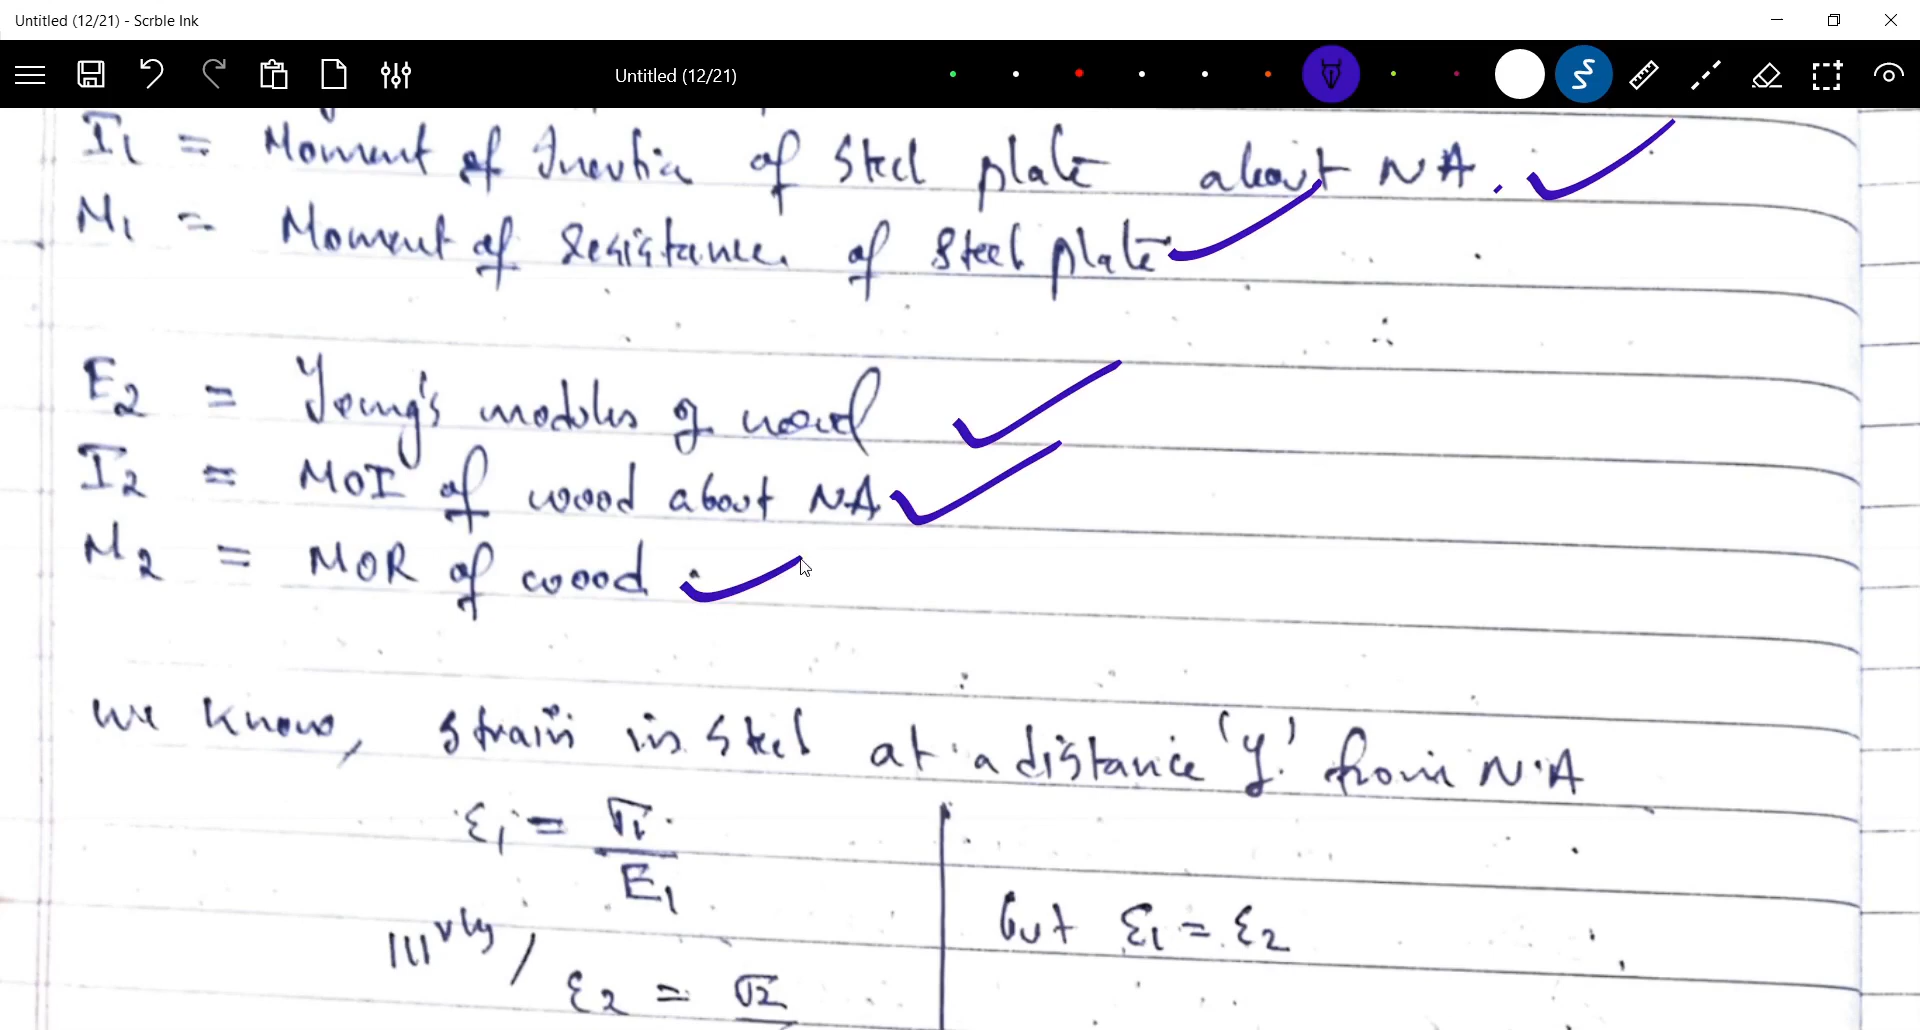 Untitled (12/21) - Scrble Ink
Untitled (12/21)
I1 = Moment of Inertia of Steel plate about NA.
M1 = Moment of resistance of steel plate
E2 = Young's modulus of wood
I2 = MOI of wood about NA
M2 = MOR of wood.
we know, strain in steel at a distance 'y' from N.A
ε1 = σ1
E1
but ε1 = ε2
|||rly,
ε2 = σ2